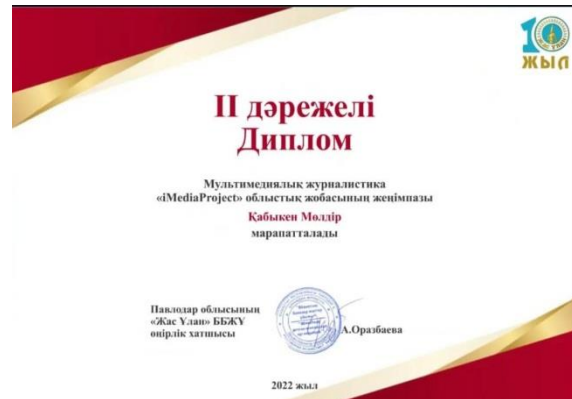 10
ЖЫЛ
II дәрежелі
Диплом
Мультимедиялық журналистика
«iMediaProject» облыстық жобасының жеңімпазы
Қабыкен Мөлдір
марапатталады
Павлодар облысының
«Жас Ұлан» ББЖҰ
өңірлік хатшысы
А.Оразбаева
2022 жыл